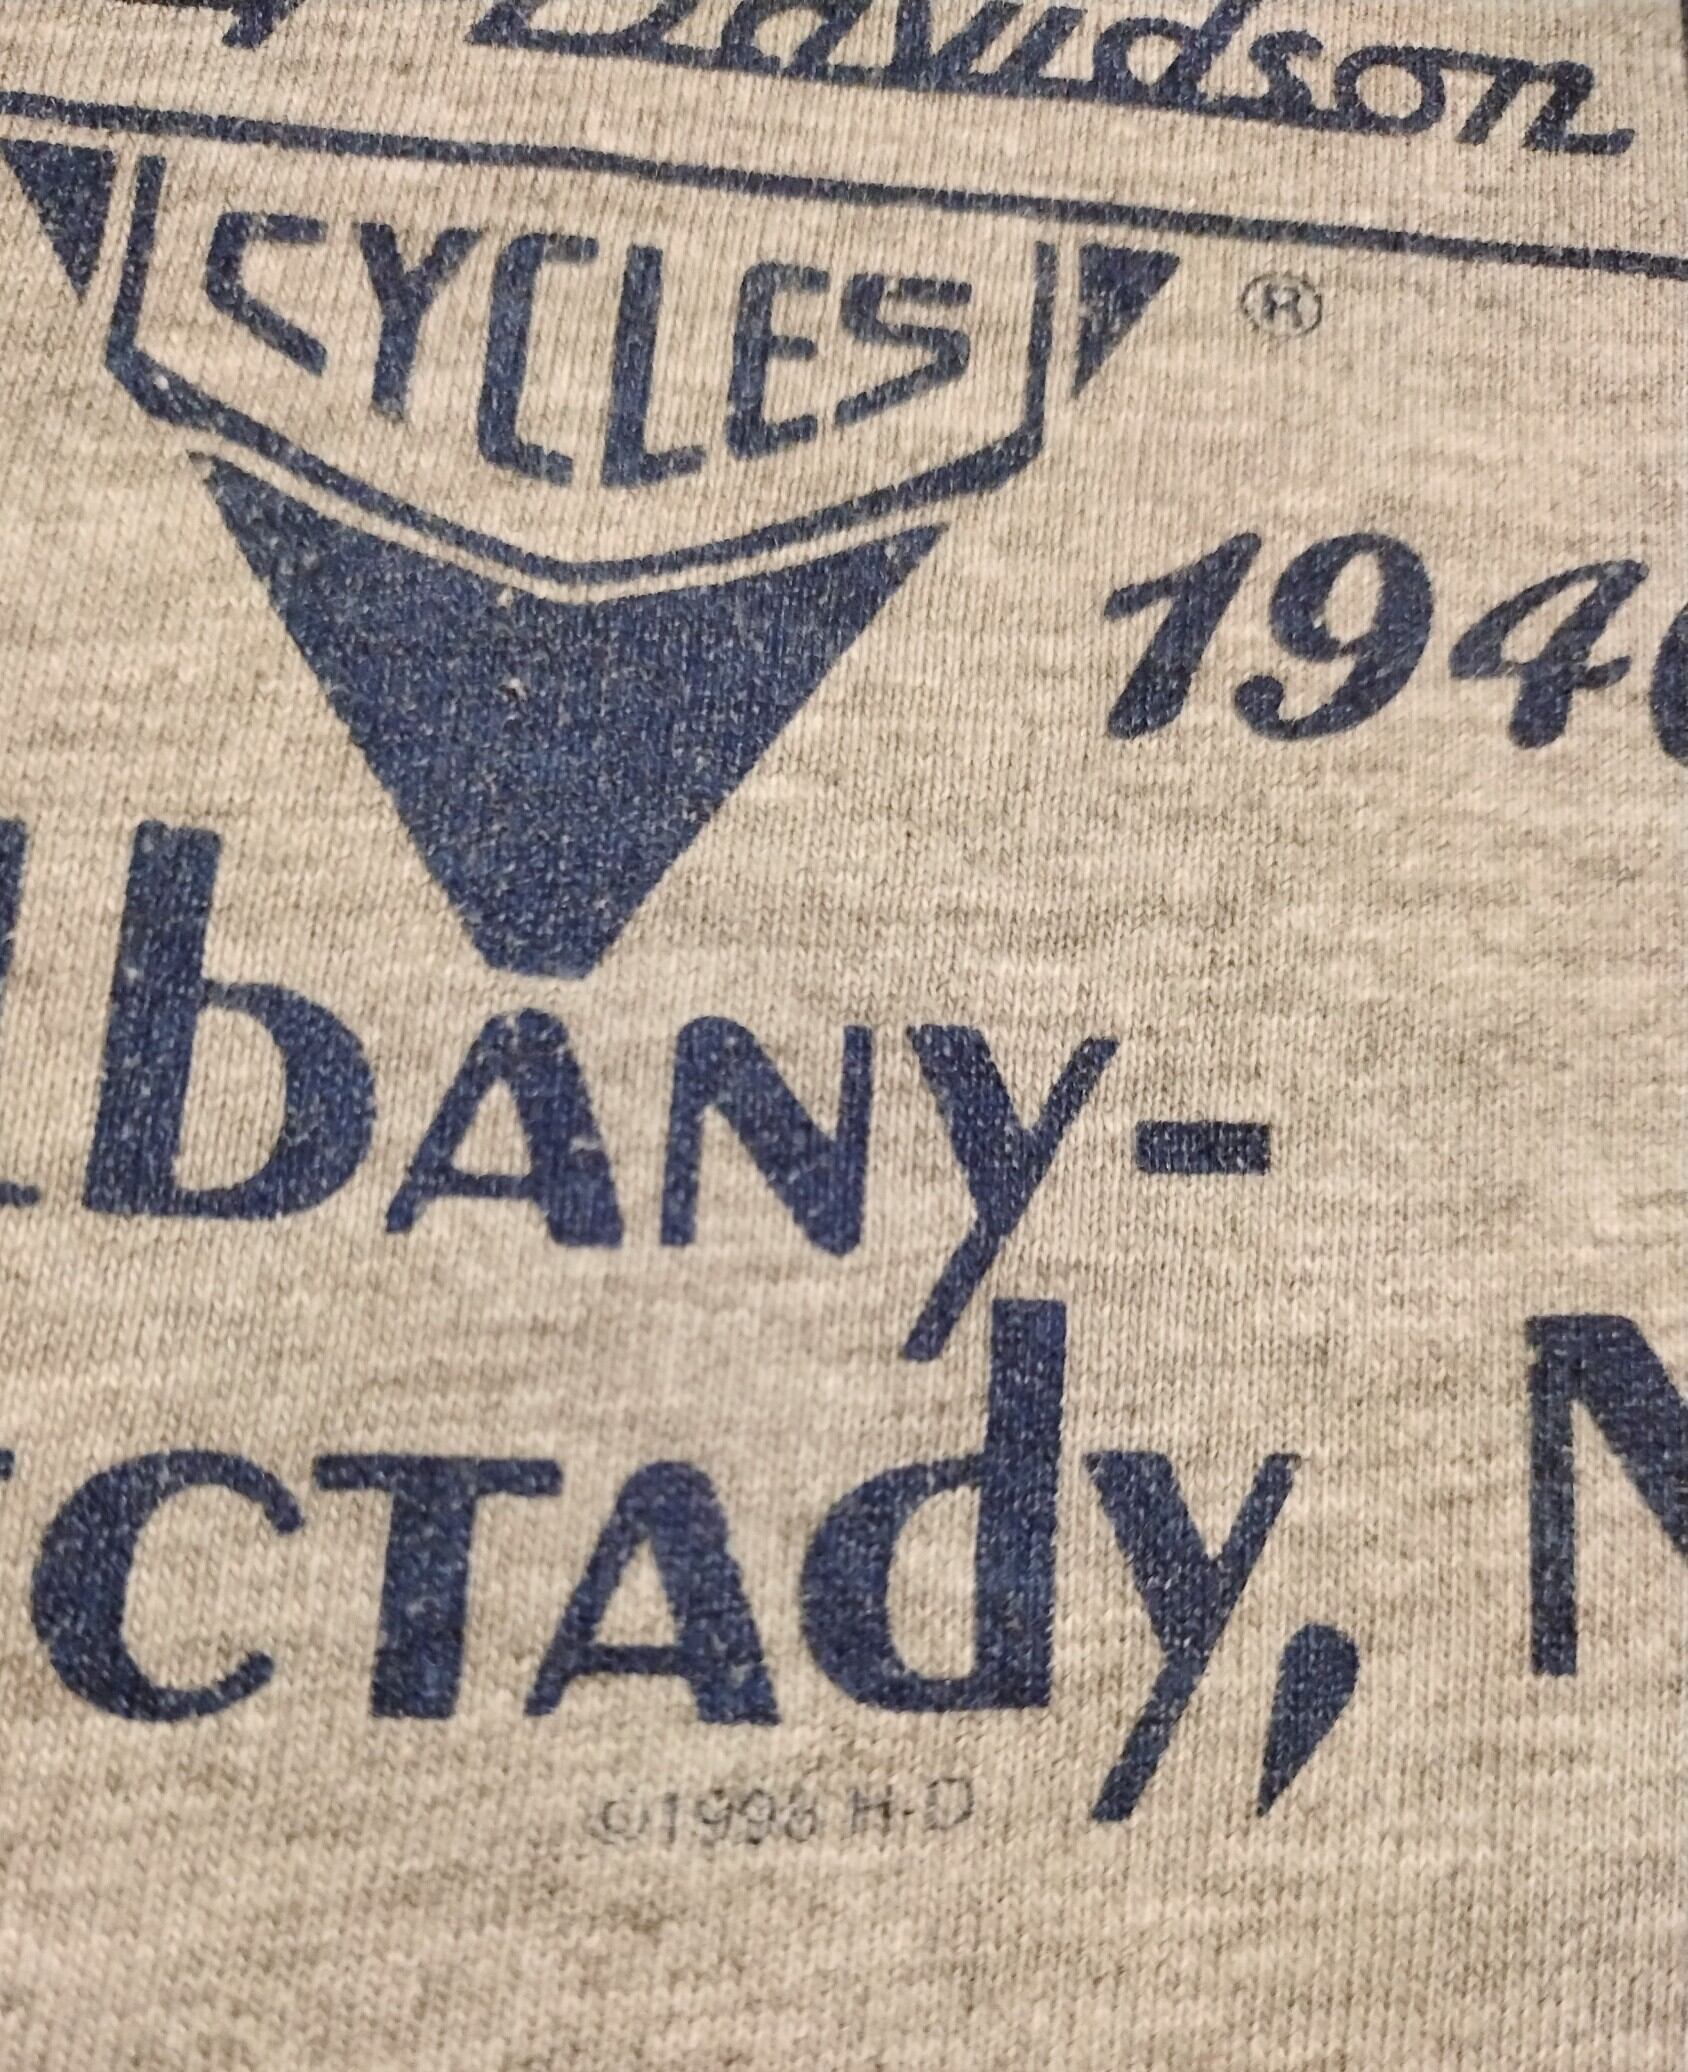 Davidson
CYCLES ®
194
lbany-
ctady, N
©1998 H-D